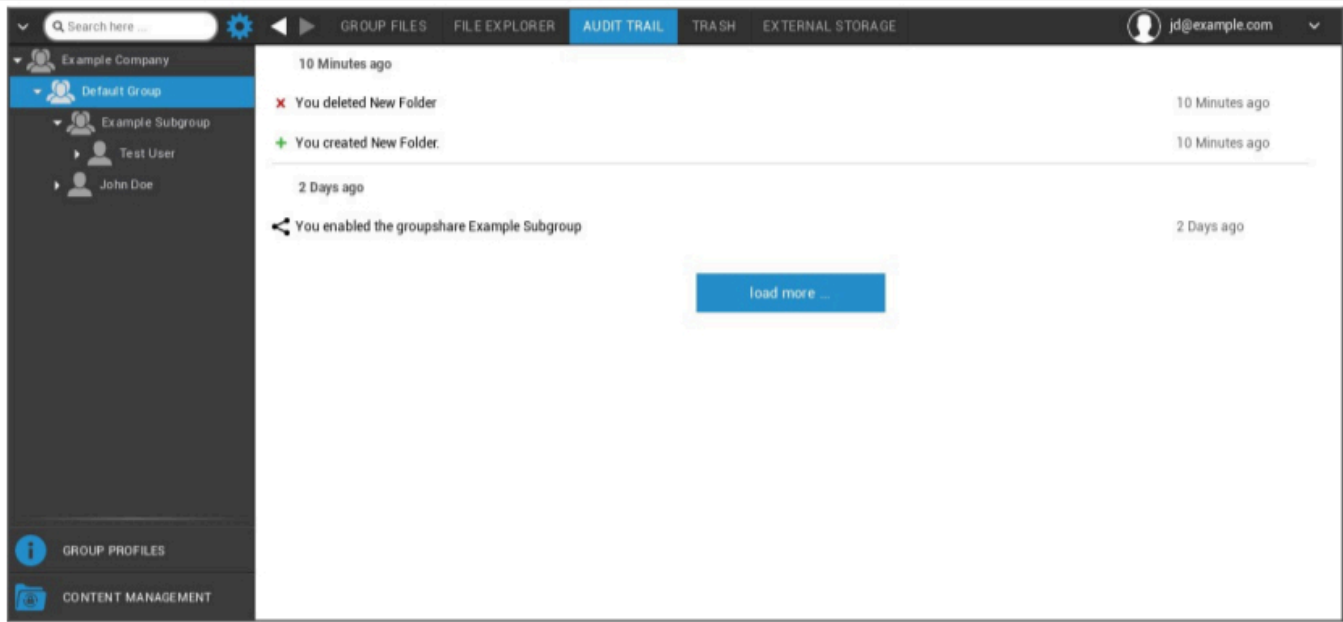 Search here ...
GROUP FILES FILE EXPLORER AUDIT TRAIL TRASH EXTERNAL STORAGE jd@example.com
Example Company
Default Group
Example Subgroup
Test User
John Doe
GROUP PROFILES
CONTENT MANAGEMENT
10 Minutes ago
You deleted New Folder 10 Minutes ago
You created New Folder. 10 Minutes ago
2 Days ago
You enabled the groupshare Example Subgroup 2 Days ago
load more ...